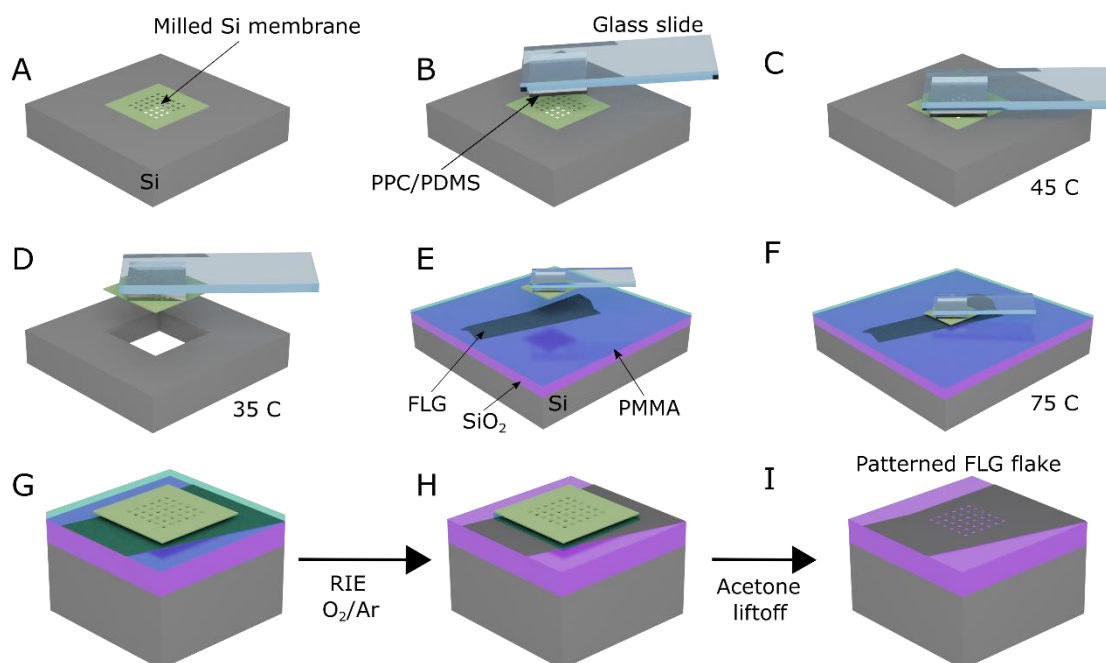 A
Milled Si membrane
Si
B
Glass slide
PPC/PDMS
C
45 C
D
35 C
E
FLG
SiO₂
Si
PMMA
F
75 C
G
RIE
O₂/Ar
H
Acetone
liftoff
I
Patterned FLG flake